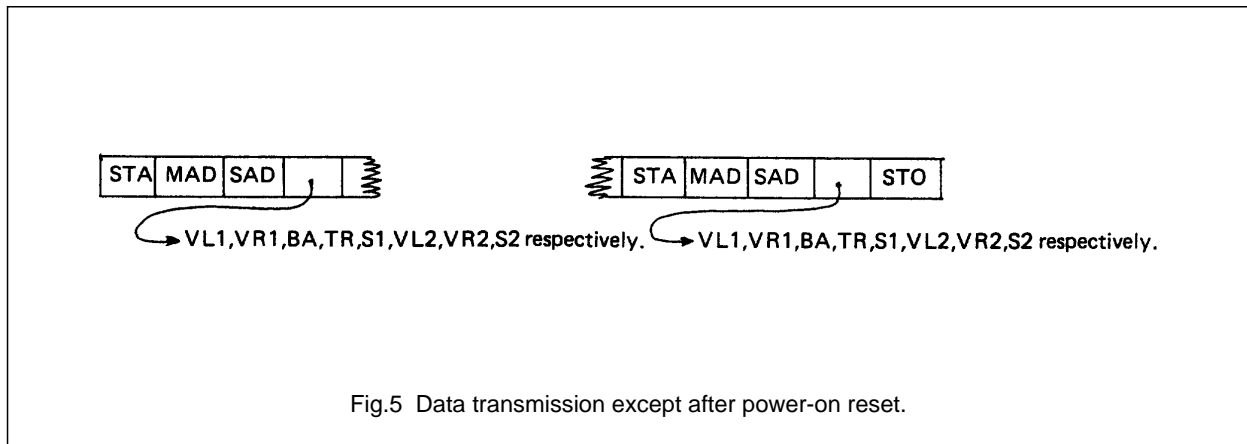 STA MAD SAD STA MAD SAD STO
VL1,VR1,BA,TR,S1,VL2,VR2,S2 respectively. VL1,VR1,BA,TR,S1,VL2,VR2,S2 respectively.
Fig.5 Data transmission except after power-on reset.